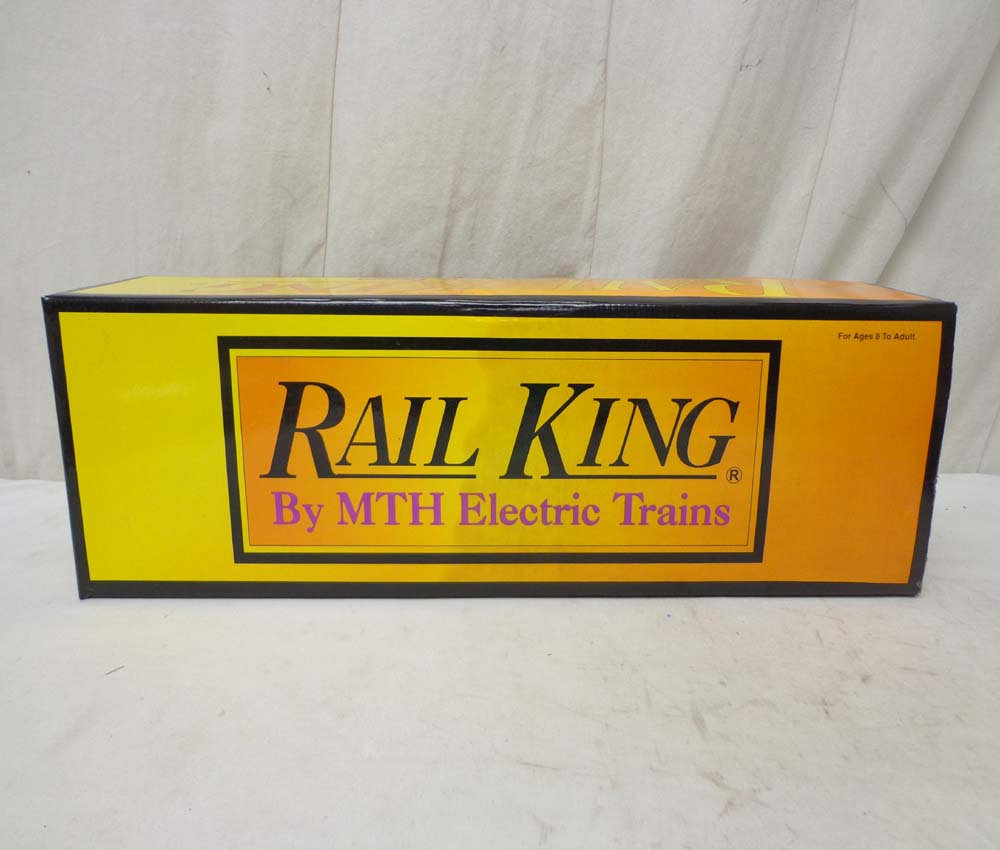 For Ages 8 To Adult.
RAIL KING®
By MTH Electric Trains